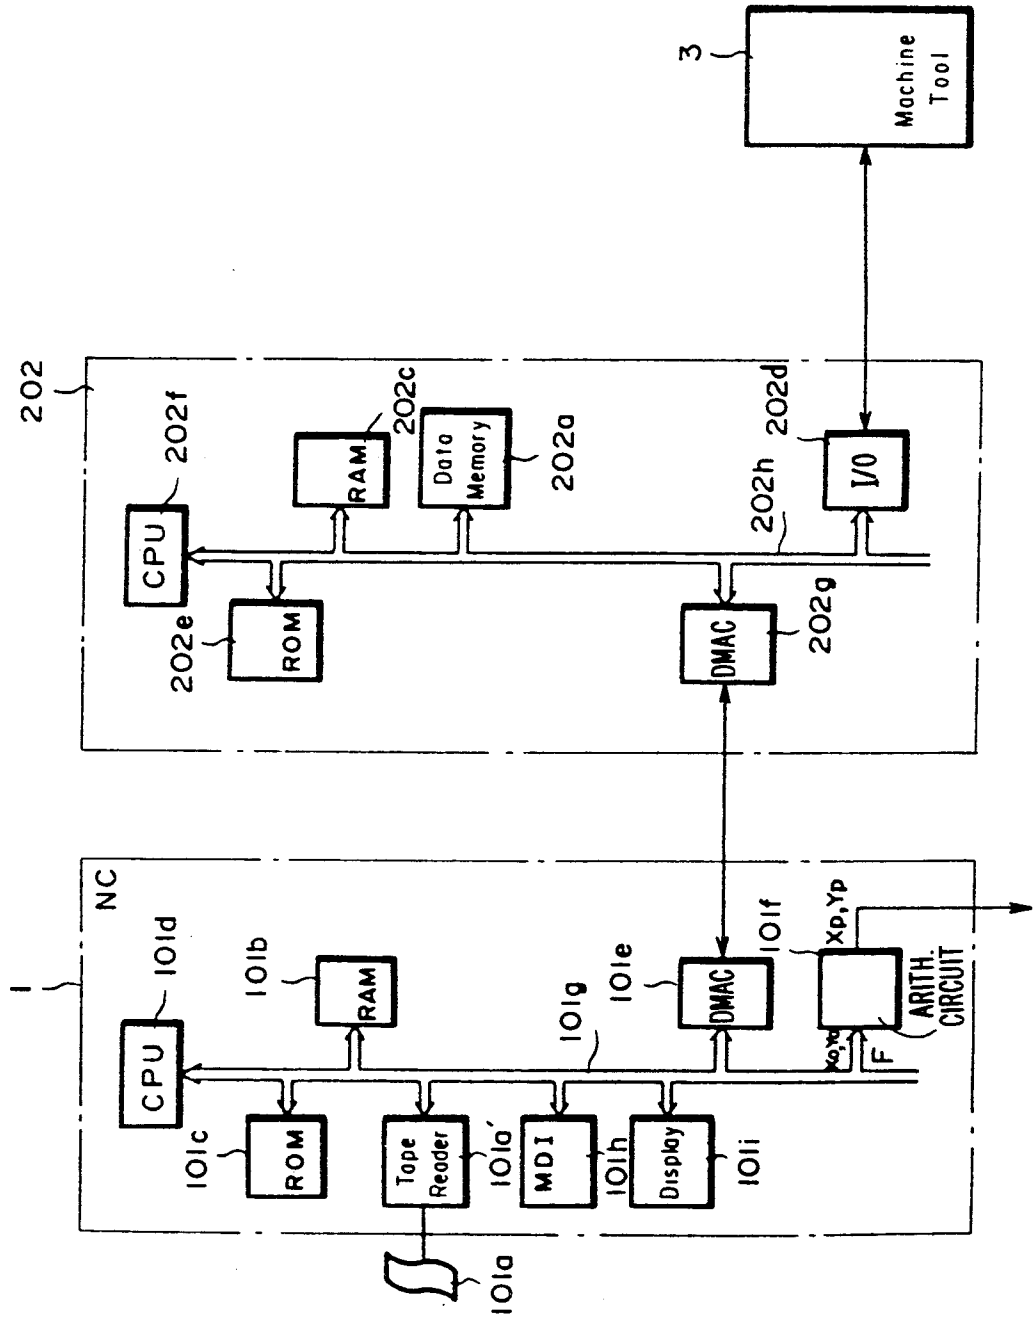 1
NC
101d
CPU
101b
RAM
101c
ROM
Tape
Reader
101a'
101a
MDI
101h
Display
101i
101g
101e
DMAC
101f
Xp,Yp
ARITH.
CIRCUIT
Xo,Yo
F
202
202f
CPU
202e
ROM
202c
RAM
Data
Memory
202a
202h
202g
DMAC
202d
I/O
3
Machine
Tool